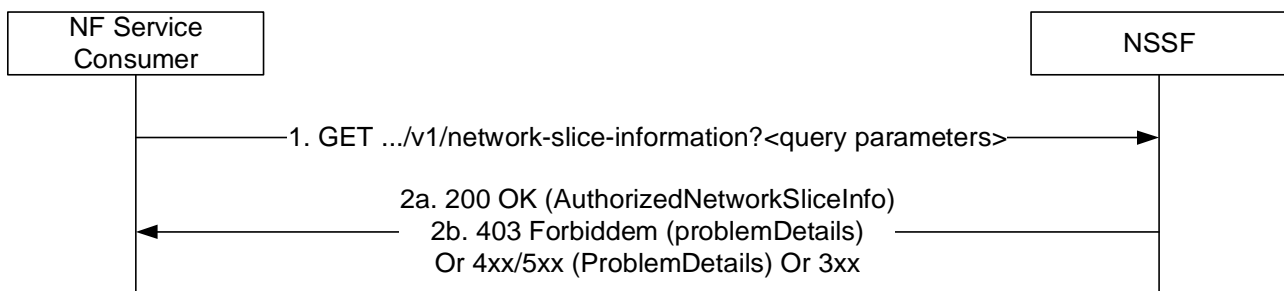 NF Service
Consumer
NSSF
1. GET .../v1/network-slice-information?<query parameters>
2a. 200 OK (AuthorizedNetworkSliceInfo)
2b. 403 Forbiddem (problemDetails)
Or 4xx/5xx (ProblemDetails) Or 3xx